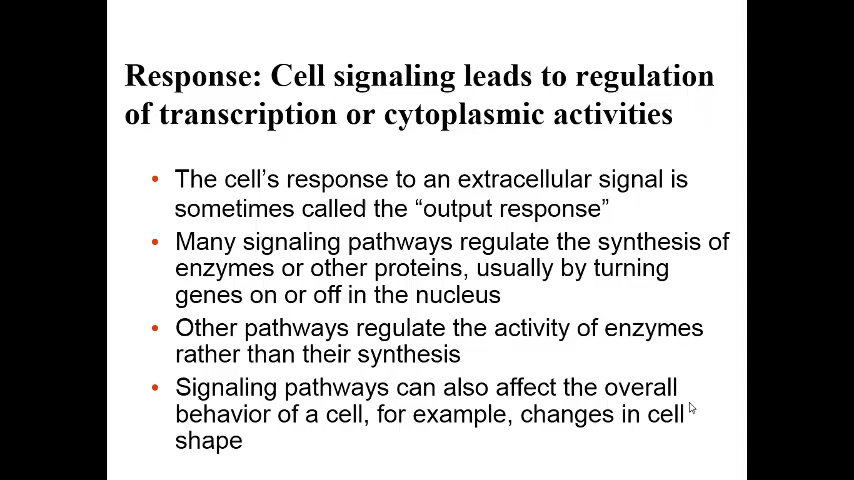 Response: Cell signaling leads to regulation
of transcription or cytoplasmic activities
• The cell’s response to an extracellular signal is
sometimes called the “output response”
• Many signaling pathways regulate the synthesis of
enzymes or other proteins, usually by turning
genes on or off in the nucleus
• Other pathways regulate the activity of enzymes
rather than their synthesis
• Signaling pathways can also affect the overall
behavior of a cell, for example, changes in cell
shape